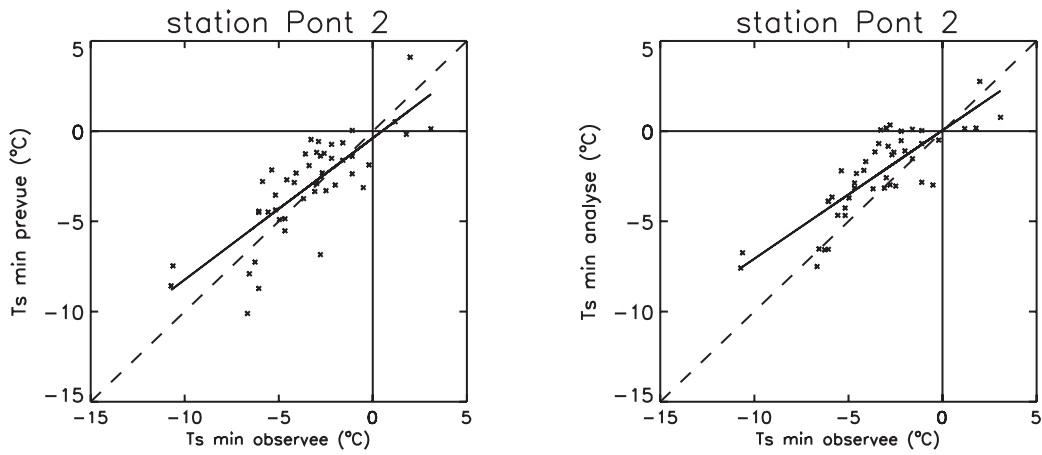 station Pont 2
Ts min prevue (°C)
5
0
−5
−10
−15
−15 −10 −5 0 5
Ts min observee (°C)
station Pont 2
Ts min analyse (°C)
5
0
−5
−10
−15
−15 −10 −5 0 5
Ts min observee (°C)